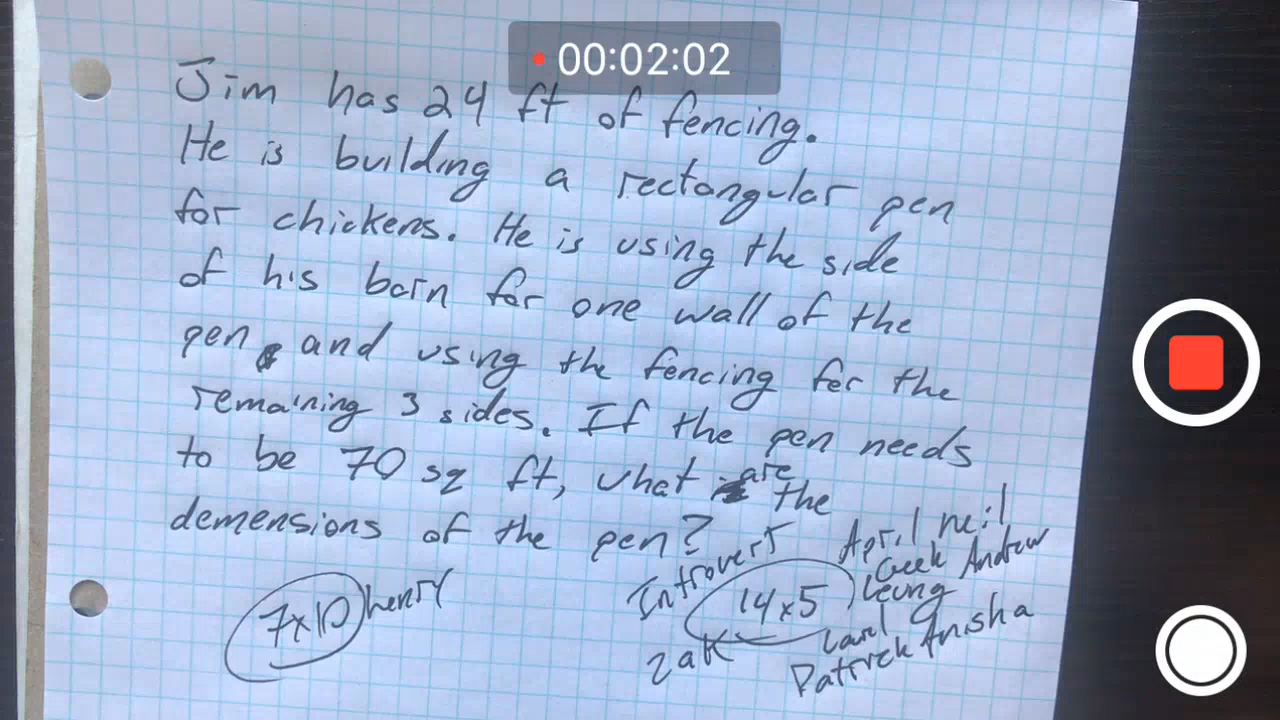 00:02:02
Jim has 24 ft of fencing.
He is building a rectangular pen
for chickens. He is using the side
of his barn for one wall of the
pen, and using the fencing for the
remaining 3 sides. If the pen needs
to be 70 sq ft, what are the
demensions of the pen?
7x10 henry
Introvert
14x5
Zak
April neil
Geek Andrew
Leung
Carl
Patrick Anisha